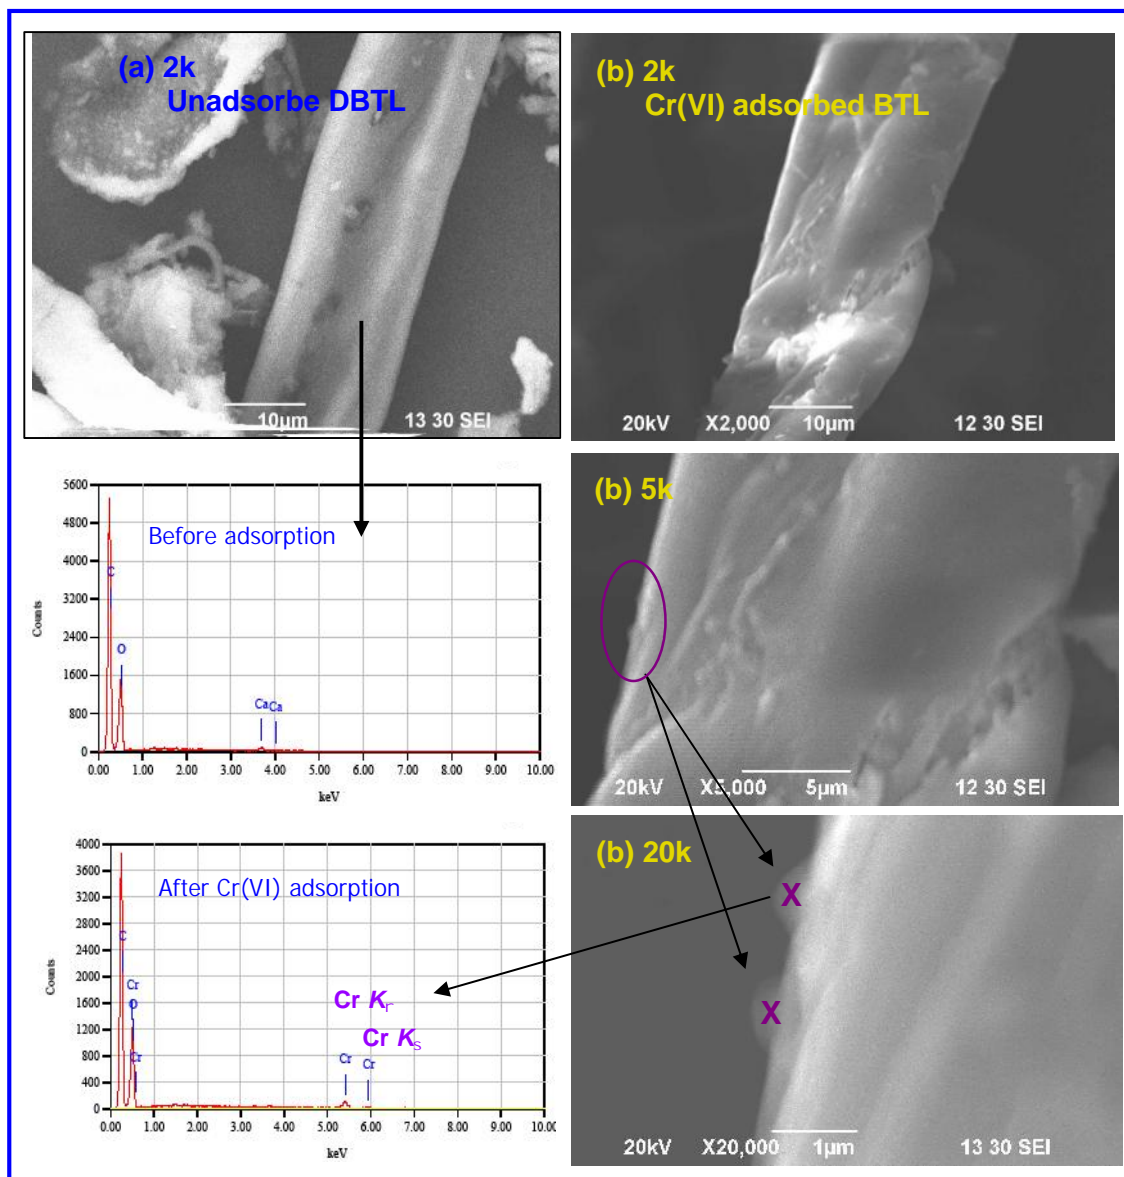 (a) 2k
Unadsorbe DBTL
10µm
13 30 SEI
(b) 2k
Cr(VI) adsorbed BTL
20kV X2,000 10µm 12 30 SEI
5600
4800
4000
3200
2400
1600
800
0
Counts
Before adsorption
C
O
Ca Ca
0.00 1.00 2.00 3.00 4.00 5.00 6.00 7.00 8.00 9.00 10.00
keV
(b) 5k
20kV X5,000 5µm 12 30 SEI
4000
3600
3200
2800
2400
2000
1600
1200
800
400
0
Counts
After Cr(VI) adsorption
C
Cr
O
Cr
Cr Kr
Cr Ks
Cr Cr
0.00 1.00 2.00 3.00 4.00 5.00 6.00 7.00 8.00 9.00 10.00
keV
(b) 20k
X
X
20kV X20,000 1µm 13 30 SEI